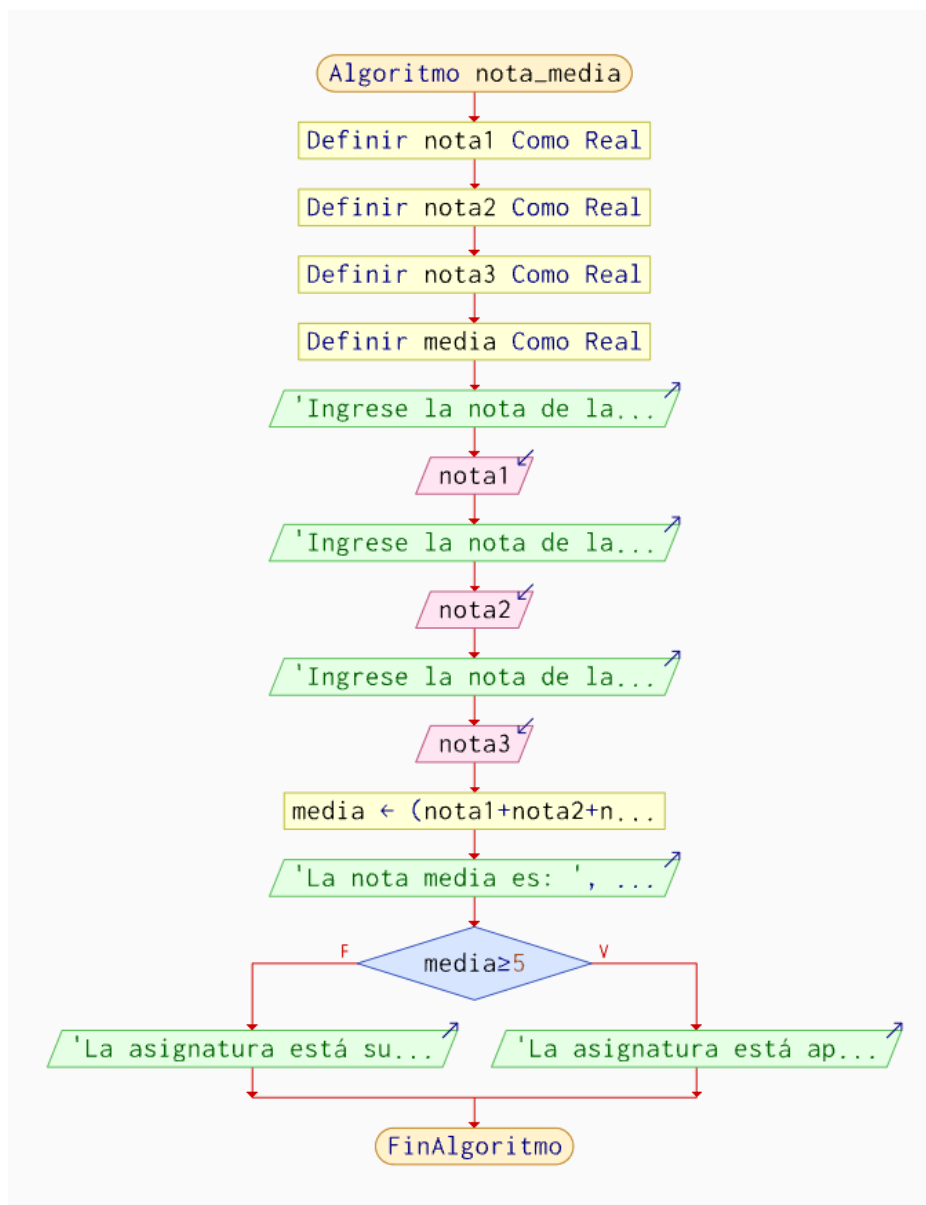 Algoritmo nota_media
Definir nota1 Como Real
Definir nota2 Como Real
Definir nota3 Como Real
Definir media Como Real
'Ingrese la nota de la...
nota1
'Ingrese la nota de la...
nota2
'Ingrese la nota de la...
nota3
media ← (nota1+nota2+n...
'La nota media es: ', ...
F
V
media≥5
'La asignatura está su...
'La asignatura está ap...
FinAlgoritmo